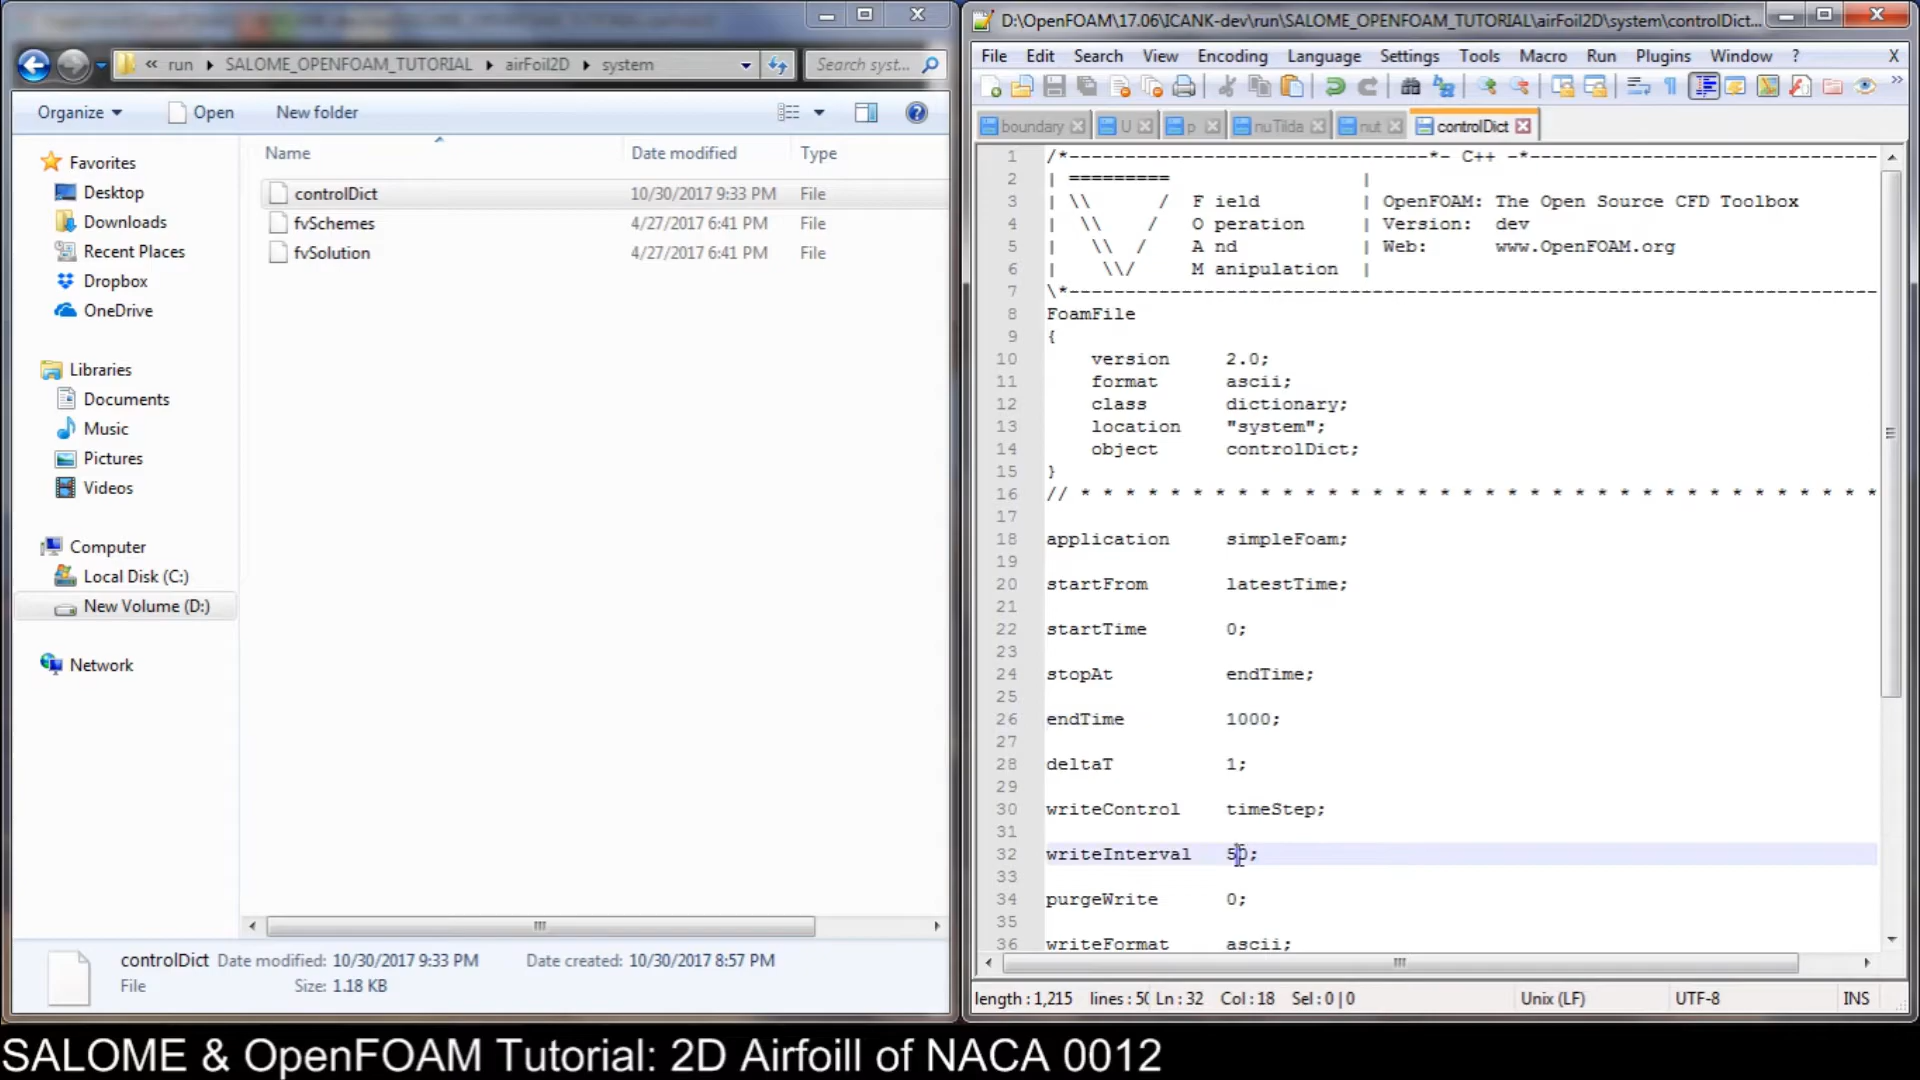 « run ▸ SALOME_OPENFOAM_TUTORIAL ▸ airFoil2D ▸ system
Search syst...
Organize
Open
New folder
Name
Date modified
Type
Favorites
Desktop
Downloads
Recent Places
Dropbox
OneDrive
Libraries
Documents
Music
Pictures
Videos
Computer
Local Disk (C:)
New Volume (D:)
Network
controlDict 10/30/2017 9:33 PM File
fvSchemes 4/27/2017 6:41 PM File
fvSolution 4/27/2017 6:41 PM File
controlDict Date modified: 10/30/2017 9:33 PM Date created: 10/30/2017 8:57 PM
File Size: 1.18 KB
D:\OpenFOAM\17.06\ICANK-dev\run\SALOME_OPENFOAM_TUTORIAL\airFoil2D\system\controlDict...
File Edit Search View Encoding Language Settings Tools Macro Run Plugins Window ? X
boundary U p nuTilda nut controlDict
1 /*--------------------------------*- C++ -*-------------------------------
2 | ========= |
3 | \\ / F ield | OpenFOAM: The Open Source CFD Toolbox
4 | \\ / O peration | Version: dev
5 | \\ / A nd | Web: www.OpenFOAM.org
6 | \\/ M anipulation |
7 \*------------------------------------------------------------------------
8 FoamFile
9 {
10 version 2.0;
11 format ascii;
12 class dictionary;
13 location "system";
14 object controlDict;
15 }
16 // * * * * * * * * * * * * * * * * * * * * * * * * * * * * * * * * * * * *
17
18 application simpleFoam;
19
20 startFrom latestTime;
21
22 startTime 0;
23
24 stopAt endTime;
25
26 endTime 1000;
27
28 deltaT 1;
29
30 writeControl timeStep;
31
32 writeInterval 50;
33
34 purgeWrite 0;
35
36 writeFormat ascii;
length : 1,215 lines : 50 Ln : 32 Col : 18 Sel : 0 | 0 Unix (LF) UTF-8 INS
SALOME & OpenFOAM Tutorial: 2D Airfoill of NACA 0012